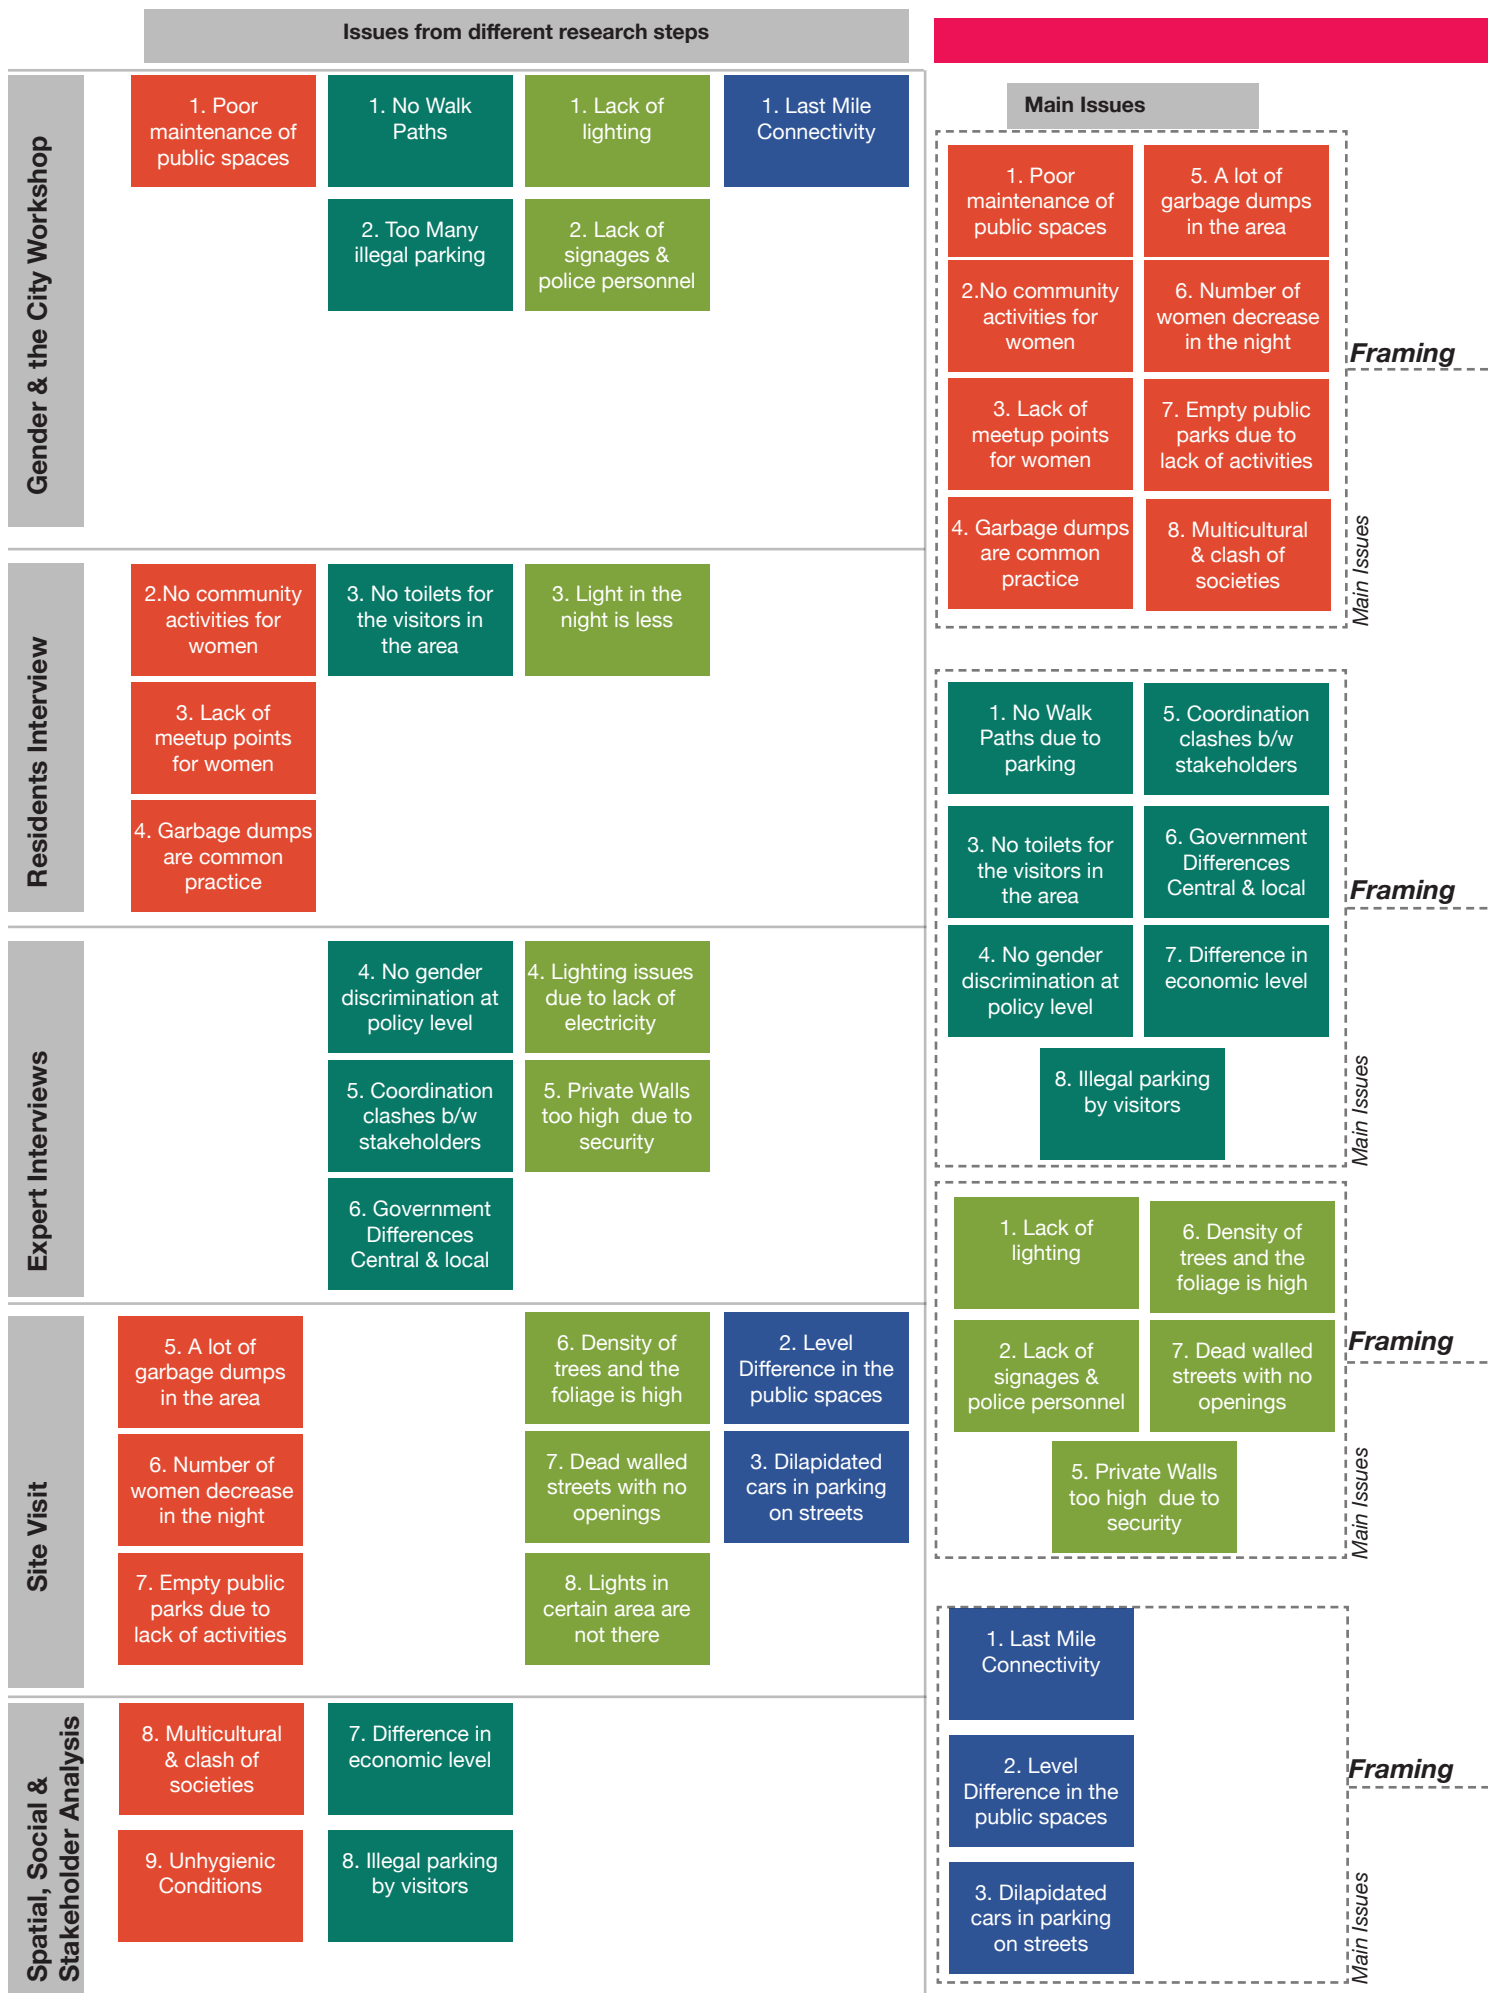 Issues from different research steps
Gender & the City Workshop
1. Poor
maintenance of
public spaces
1. No Walk
Paths
1. Lack of
lighting
1. Last Mile
Connectivity
2. Too Many
illegal parking
2. Lack of
signages &
police personnel
Residents Interview
2.No community
activities for
women
3. No toilets for
the visitors in
the area
3. Light in the
night is less
3. Lack of
meetup points
for women
4. Garbage dumps
are common
practice
Expert Interviews
4. No gender
discrimination at
policy level
4. Lighting issues
due to lack of
electricity
5. Coordination
clashes b/w
stakeholders
5. Private Walls
too high due to
security
6. Government
Differences
Central & local
Site Visit
5. A lot of
garbage dumps
in the area
6. Density of
trees and the
foliage is high
2. Level
Difference in the
public spaces
6. Number of
women decrease
in the night
7. Dead walled
streets with no
openings
3. Dilapidated
cars in parking
on streets
7. Empty public
parks due to
lack of activities
8. Lights in
certain area are
not there
Spatial, Social &
Stakeholder Analysis
8. Multicultural
& clash of
societies
7. Difference in
economic level
9. Unhygienic
Conditions
8. Illegal parking
by visitors
Main Issues
1. Poor
maintenance of
public spaces
5. A lot of
garbage dumps
in the area
2.No community
activities for
women
6. Number of
women decrease
in the night
3. Lack of
meetup points
for women
7. Empty public
parks due to
lack of activities
4. Garbage dumps
are common
practice
8. Multicultural
& clash of
societies
Main Issues
Framing
1. No Walk
Paths due to
parking
5. Coordination
clashes b/w
stakeholders
3. No toilets for
the visitors in
the area
6. Government
Differences
Central & local
4. No gender
discrimination at
policy level
7. Difference in
economic level
8. Illegal parking
by visitors
Main Issues
Framing
1. Lack of
lighting
6. Density of
trees and the
foliage is high
2. Lack of
signages &
police personnel
7. Dead walled
streets with no
openings
5. Private Walls
too high due to
security
Main Issues
Framing
1. Last Mile
Connectivity
2. Level
Difference in the
public spaces
3. Dilapidated
cars in parking
on streets
Main Issues
Framing